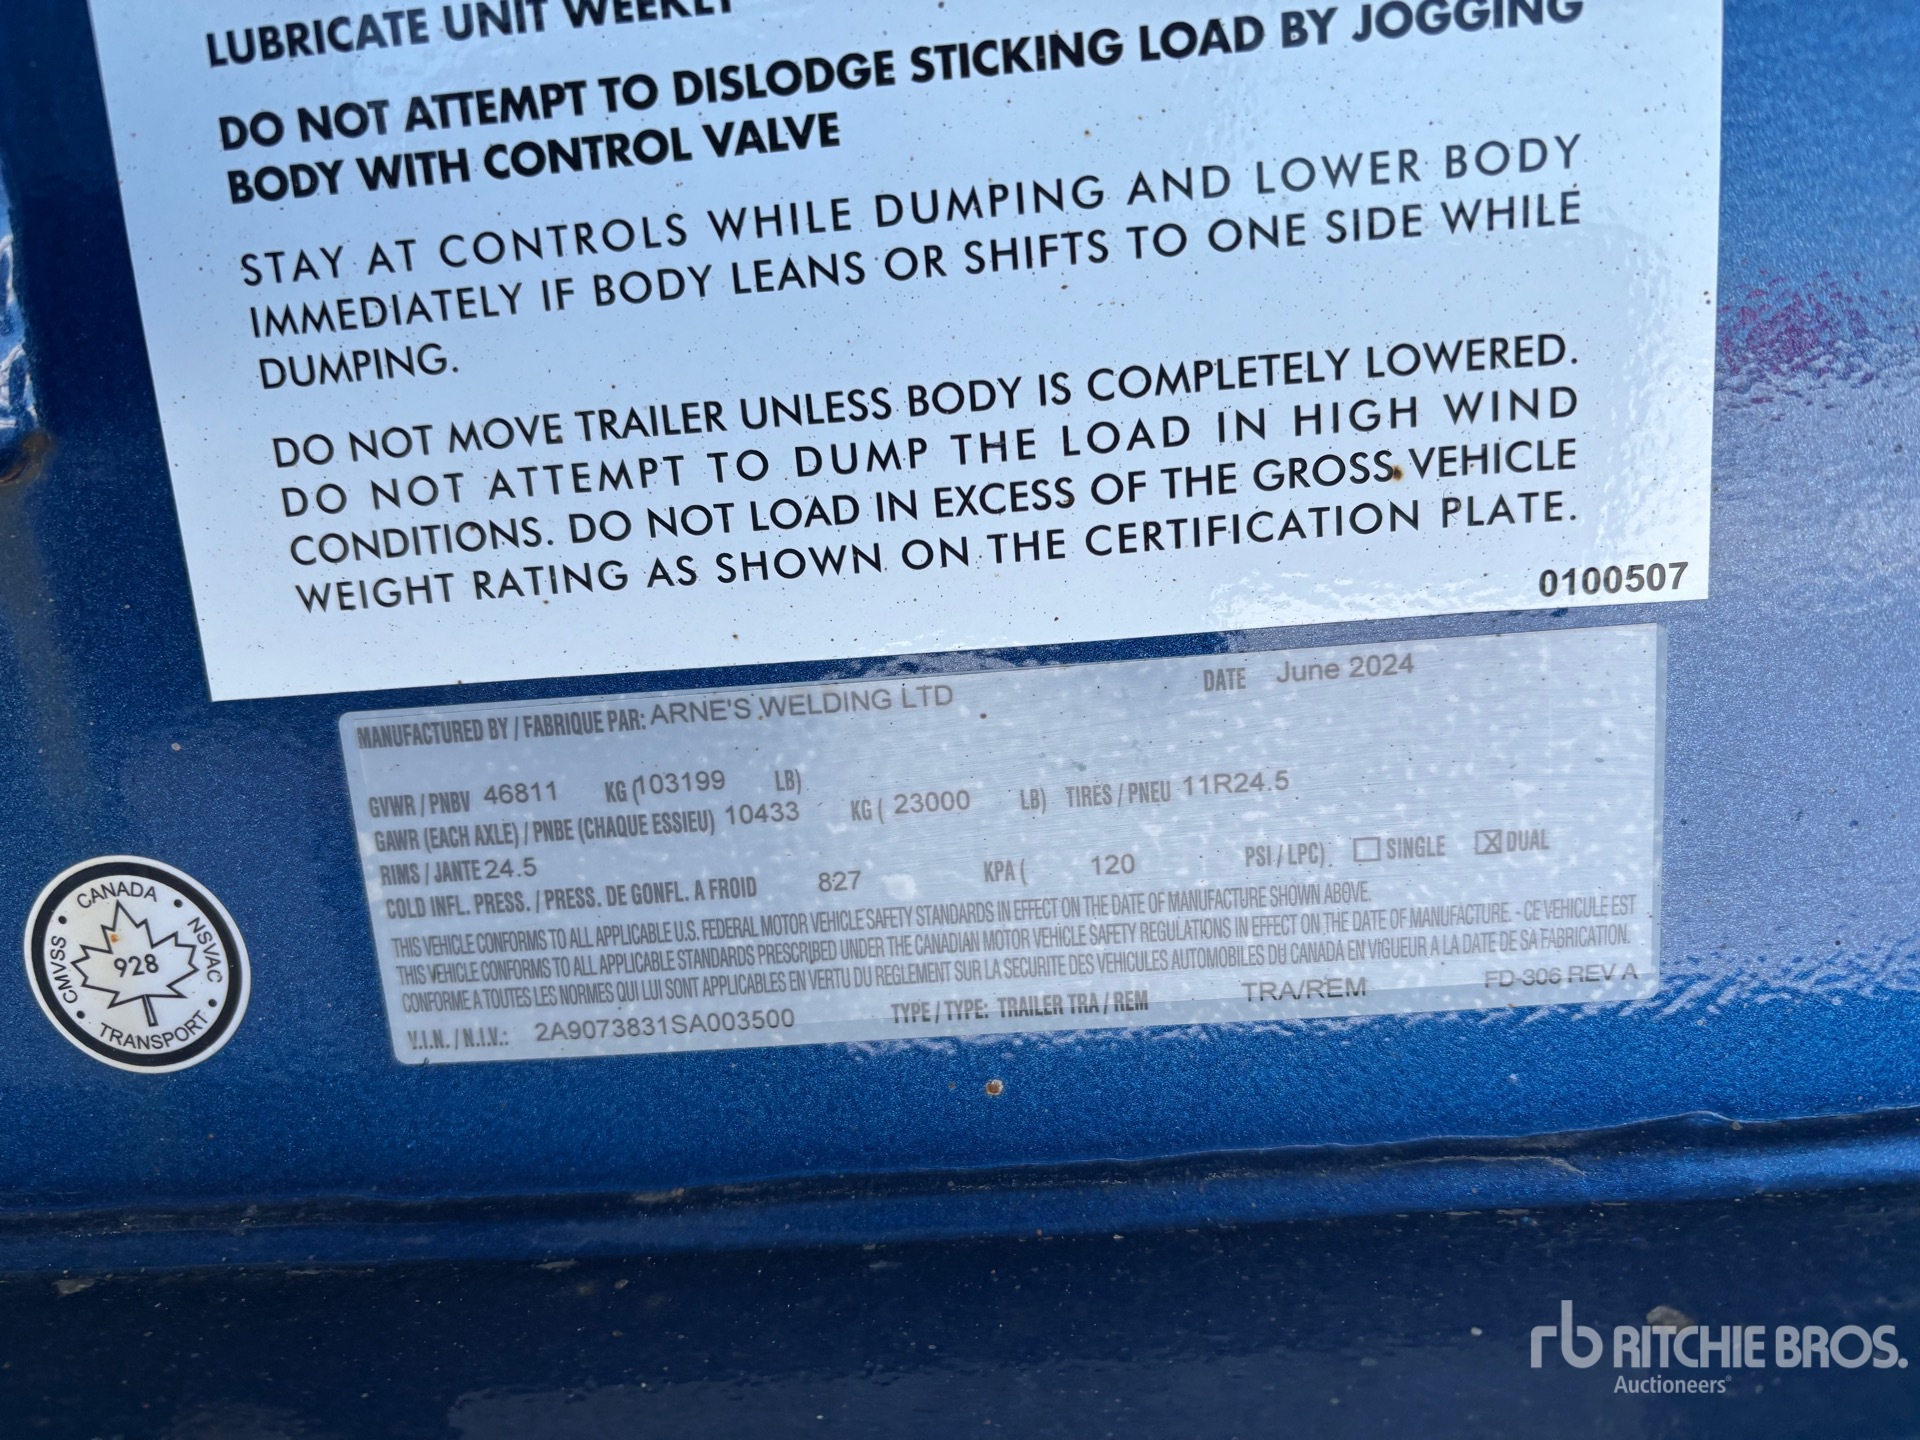 LUBRICATE UNIT WEEKLY
DO NOT ATTEMPT TO DISLODGE STICKING LOAD BY JOGGING
BODY WITH CONTROL VALVE
STAY AT CONTROLS WHILE DUMPING AND LOWER BODY
IMMEDIATELY IF BODY LEANS OR SHIFTS TO ONE SIDE WHILE
DUMPING.
DO NOT MOVE TRAILER UNLESS BODY IS COMPLETELY LOWERED.
DO NOT ATTEMPT TO DUMP THE LOAD IN HIGH WIND
CONDITIONS. DO NOT LOAD IN EXCESS OF THE GROSS VEHICLE
WEIGHT RATING AS SHOWN ON THE CERTIFICATION PLATE.
0100507
MANUFACTURED BY / FABRIQUE PAR: ARNE'S WELDING LTD DATE June 2024
GVWR / PNBV 46811 KG (103199 LB)
GAWR (EACH AXLE) / PNBE (CHAQUE ESSIEU) 10433 KG ( 23000 LB) TIRES / PNEU 11R24.5
RIMS / JANTE 24.5
COLD INFL. PRESS. / PRESS. DE GONFL. A FROID 827 KPA ( 120 PSI / LPC) ☐ SINGLE ☒ DUAL
THIS VEHICLE CONFORMS TO ALL APPLICABLE U.S. FEDERAL MOTOR VEHICLE SAFETY STANDARDS IN EFFECT ON THE DATE OF MANUFACTURE SHOWN ABOVE.
THIS VEHICLE CONFORMS TO ALL APPLICABLE STANDARDS PRESCRIBED UNDER THE CANADIAN MOTOR VEHICLE SAFETY REGULATIONS IN EFFECT ON THE DATE OF MANUFACTURE. - CE VEHICULE EST
CONFORME A TOUTES LES NORMES QUI LUI SONT APPLICABLES EN VERTU DU REGLEMENT SUR LA SECURITE DES VEHICULES AUTOMOBILES DU CANADA EN VIGUEUR A LA DATE DE SA FABRICATION.
V.I.N. / N.I.V.: 2A9073831SA003500 TYPE / TYPE: TRAILER TRA / REM TRA/REM FD-306 REV A
CANADA
CMVSS 928 NSVAC
TRANSPORT
rb RITCHIE BROS.
Auctioneers